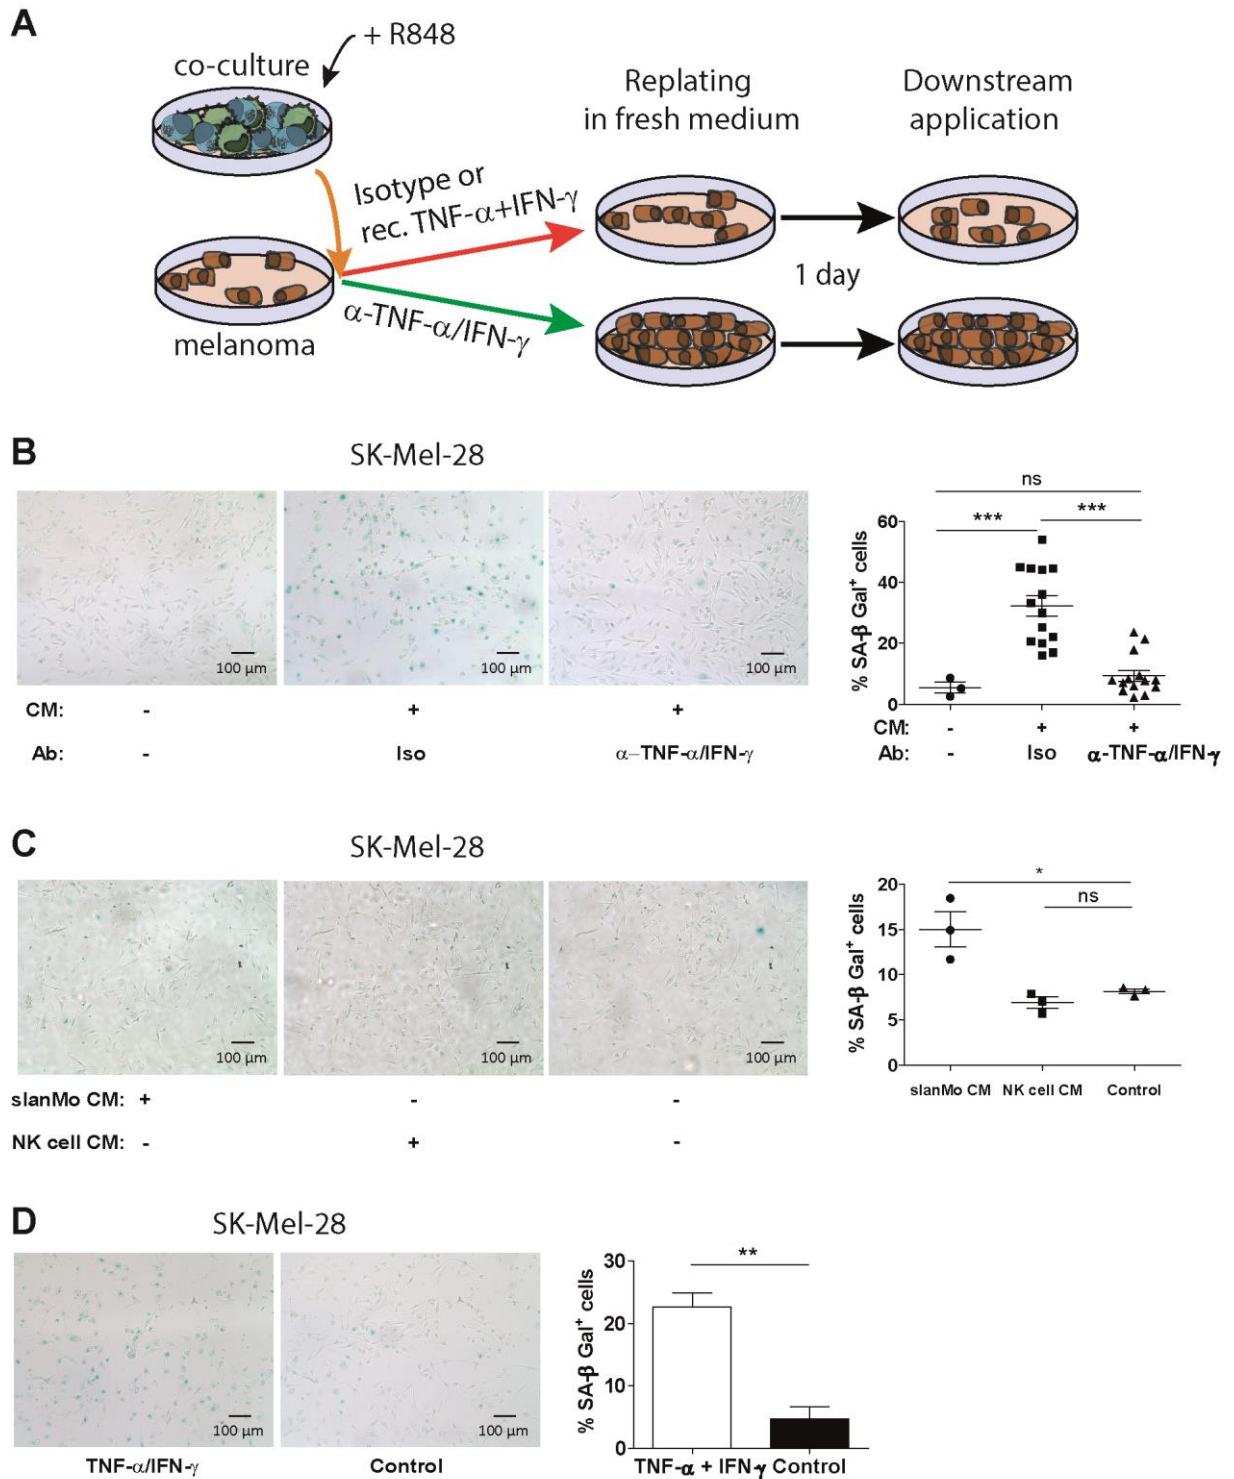 A
+ R848
co-culture
Replating
in fresh medium
Downstream
application
Isotype or
rec. TNF-α+IFN-γ
1 day
α-TNF-α/IFN-γ
melanoma
B
SK-Mel-28
100 µm
100 µm
100 µm
CM: - + +
Ab: - Iso α–TNF-α/IFN-γ
ns
*** ***
% SA-β Gal⁺ cells
60
40
20
0
CM: - + +
Ab: - Iso α-TNF-α/IFN-γ
C
SK-Mel-28
100 µm
100 µm
100 µm
slanMo CM: + - -
NK cell CM: - + -
*
ns
% SA-β Gal⁺ cells
20
15
10
5
0
slanMo CM NK cell CM Control
D
SK-Mel-28
100 µm
100 µm
TNF-α/IFN-γ Control
**
% SA-β Gal⁺ cells
30
20
10
0
TNF-α + IFN-γ Control